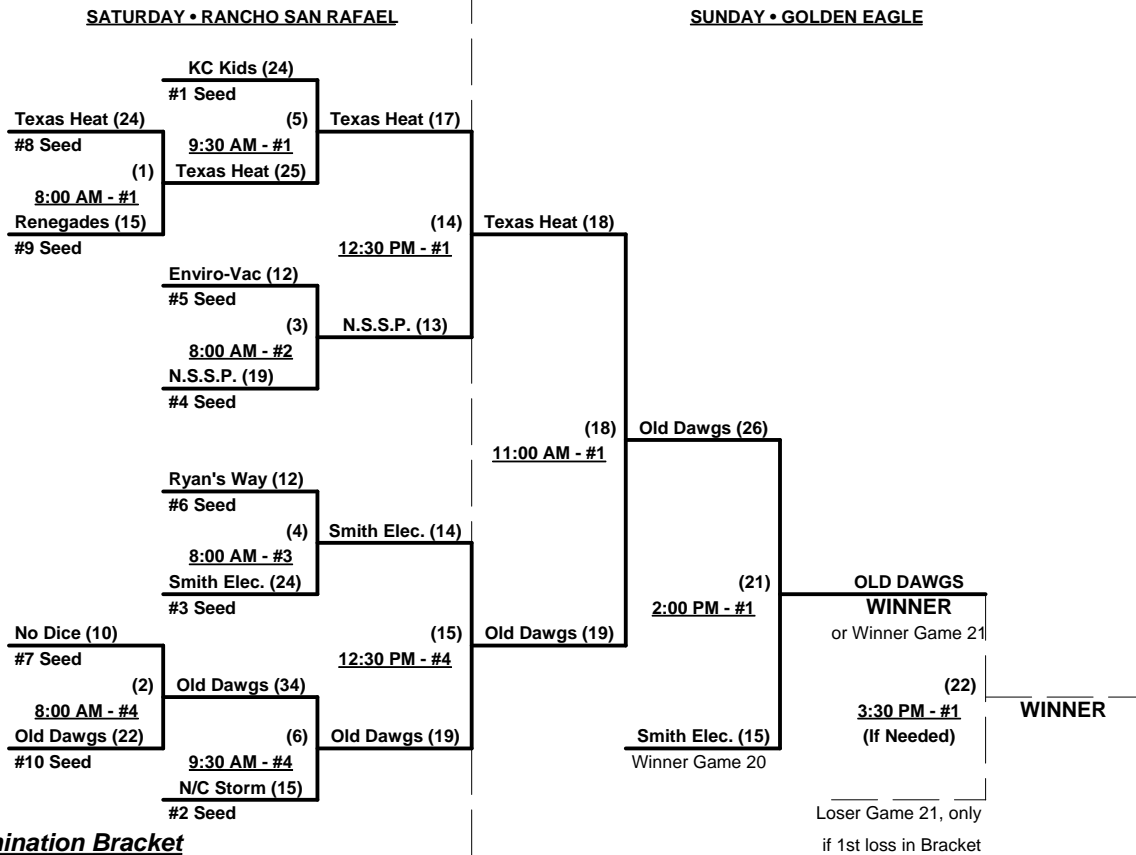 SATURDAY • RANCHO SAN RAFAEL
SUNDAY • GOLDEN EAGLE
KC Kids (24)
#1 Seed
Texas Heat (24)
(5)
Texas Heat (17)
#8 Seed
9:30 AM - #1
(1)
Texas Heat (25)
8:00 AM - #1
Renegades (15)
(14)
Texas Heat (18)
#9 Seed
12:30 PM - #1
Enviro-Vac (12)
#5 Seed
(3)
N.S.S.P. (13)
8:00 AM - #2
N.S.S.P. (19)
#4 Seed
(18)
Old Dawgs (26)
11:00 AM - #1
Ryan's Way (12)
#6 Seed
(4)
Smith Elec. (14)
8:00 AM - #3
Smith Elec. (24)
(21)
OLD DAWGS
#3 Seed
2:00 PM - #1
WINNER
No Dice (10)
(15)
Old Dawgs (19)
or Winner Game 21
#7 Seed
12:30 PM - #4
(2)
Old Dawgs (34)
(22)
8:00 AM - #4
3:30 PM - #1
WINNER
Old Dawgs (22)
(6)
Old Dawgs (19)
Smith Elec. (15)
(If Needed)
#10 Seed
9:30 AM - #4
Winner Game 20
N/C Storm (15)
#2 Seed
Loser Game 21, only
if 1st loss in Bracket
Bracket